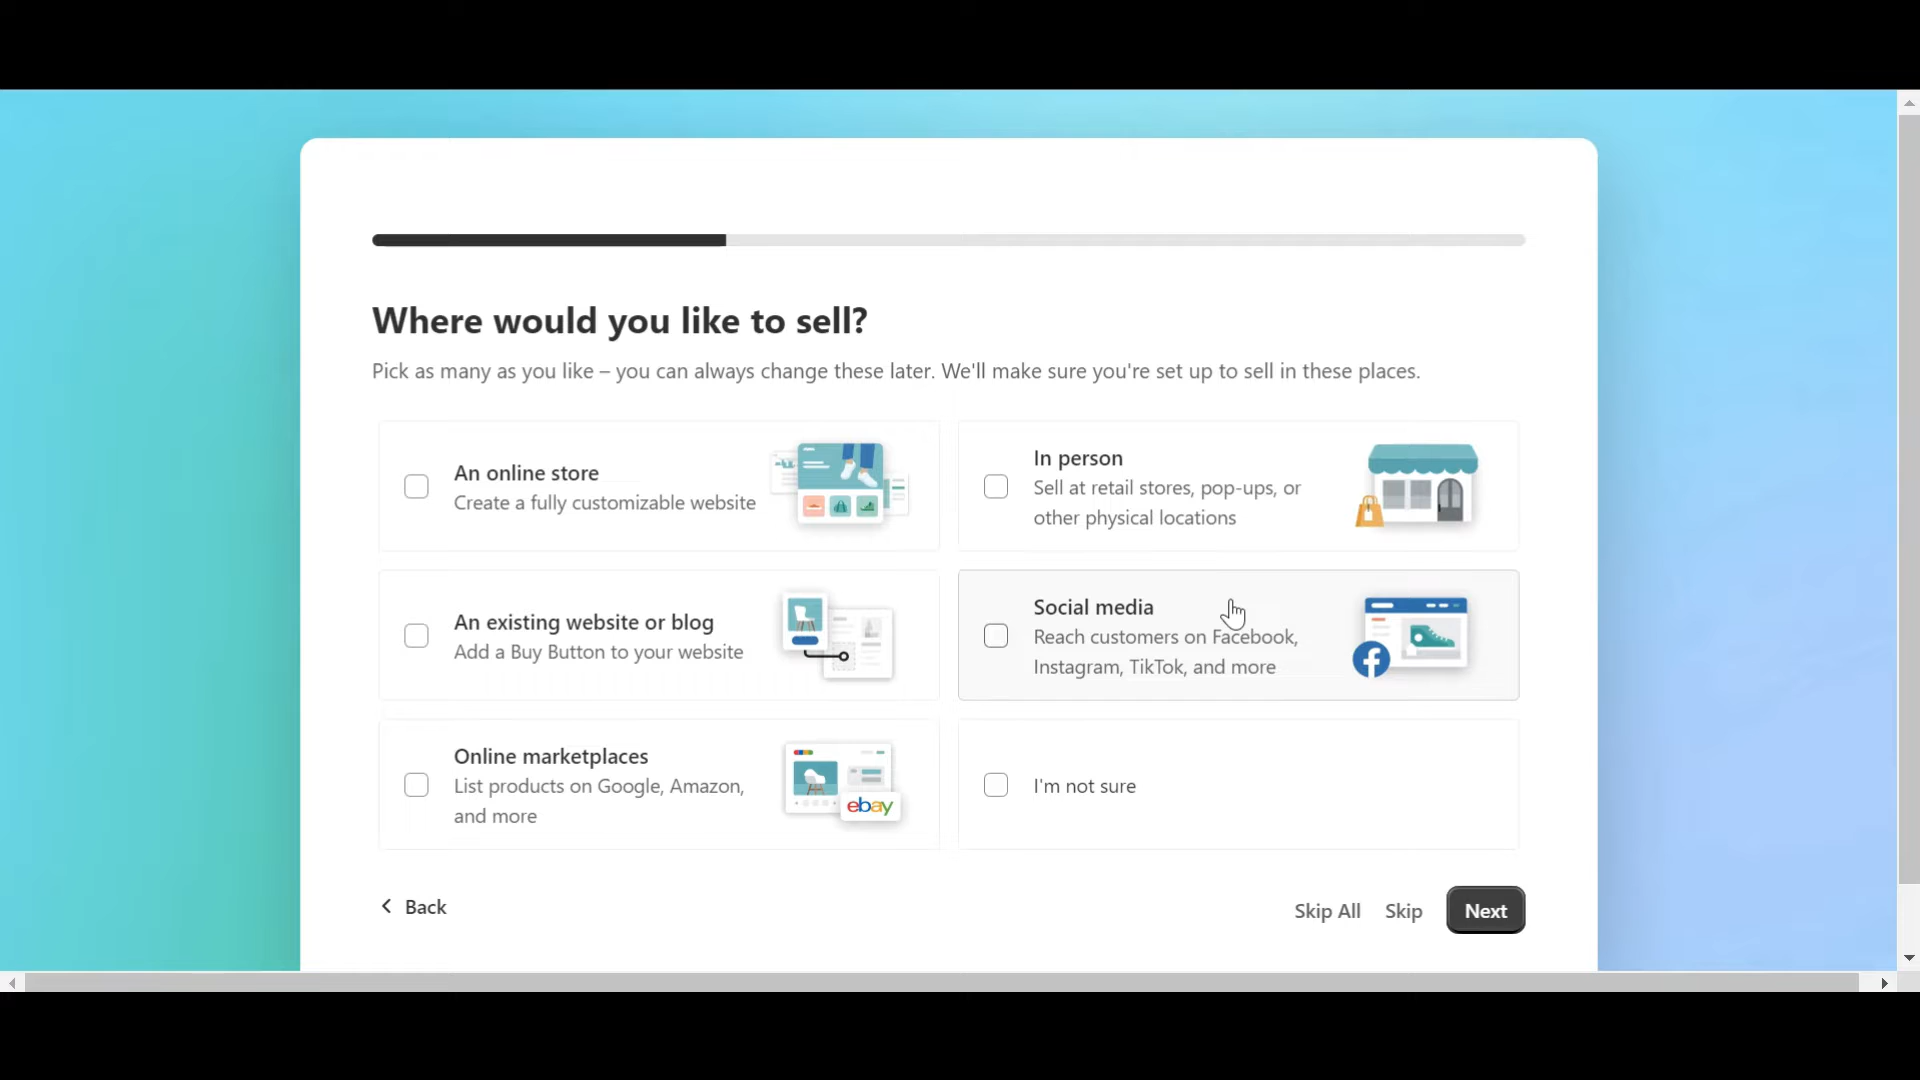 Where would you like to sell?
Pick as many as you like – you can always change these later. We'll make sure you're set up to sell in these places.
An online store
Create a fully customizable website
In person
Sell at retail stores, pop-ups, or
other physical locations
An existing website or blog
Add a Buy Button to your website
Social media
Reach customers on Facebook,
Instagram, TikTok, and more
Online marketplaces
List products on Google, Amazon,
and more
ebay
I'm not sure
Back
Skip All
Skip
Next